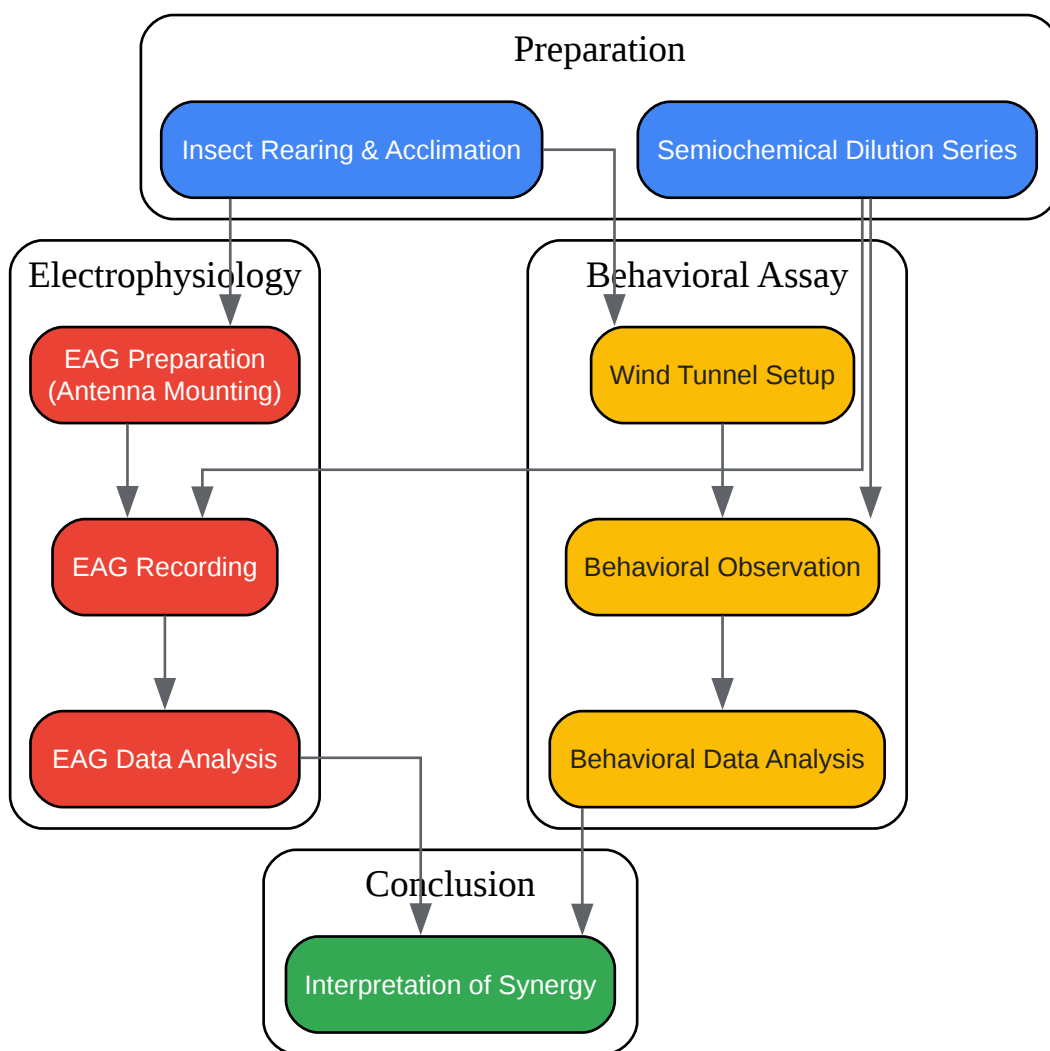 Preparation
Insect Rearing & Acclimation
Semiochemical Dilution Series
Electrophysiology
Behavioral Assay
EAG Preparation
(Antenna Mounting)
Wind Tunnel Setup
EAG Recording
Behavioral Observation
EAG Data Analysis
Behavioral Data Analysis
Conclusion
Interpretation of Synergy